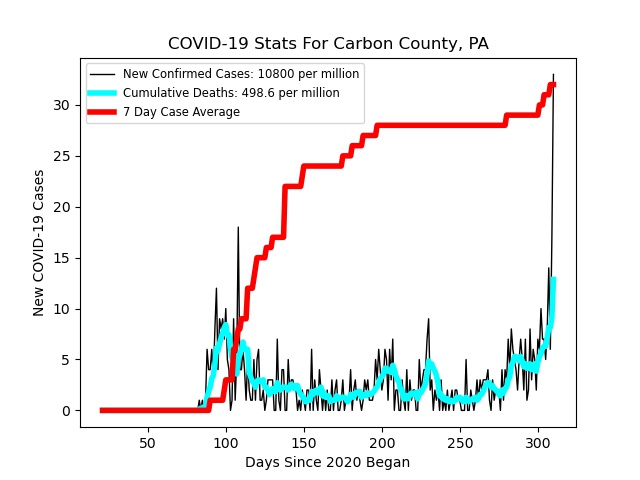 COVID-19 Stats For Carbon County, PA
New Confirmed Cases: 10800 per million
Cumulative Deaths: 498.6 per million
7 Day Case Average
New COVID-19 Cases
30
25
20
15
10
5
0
50 100 150 200 250 300
Days Since 2020 Began